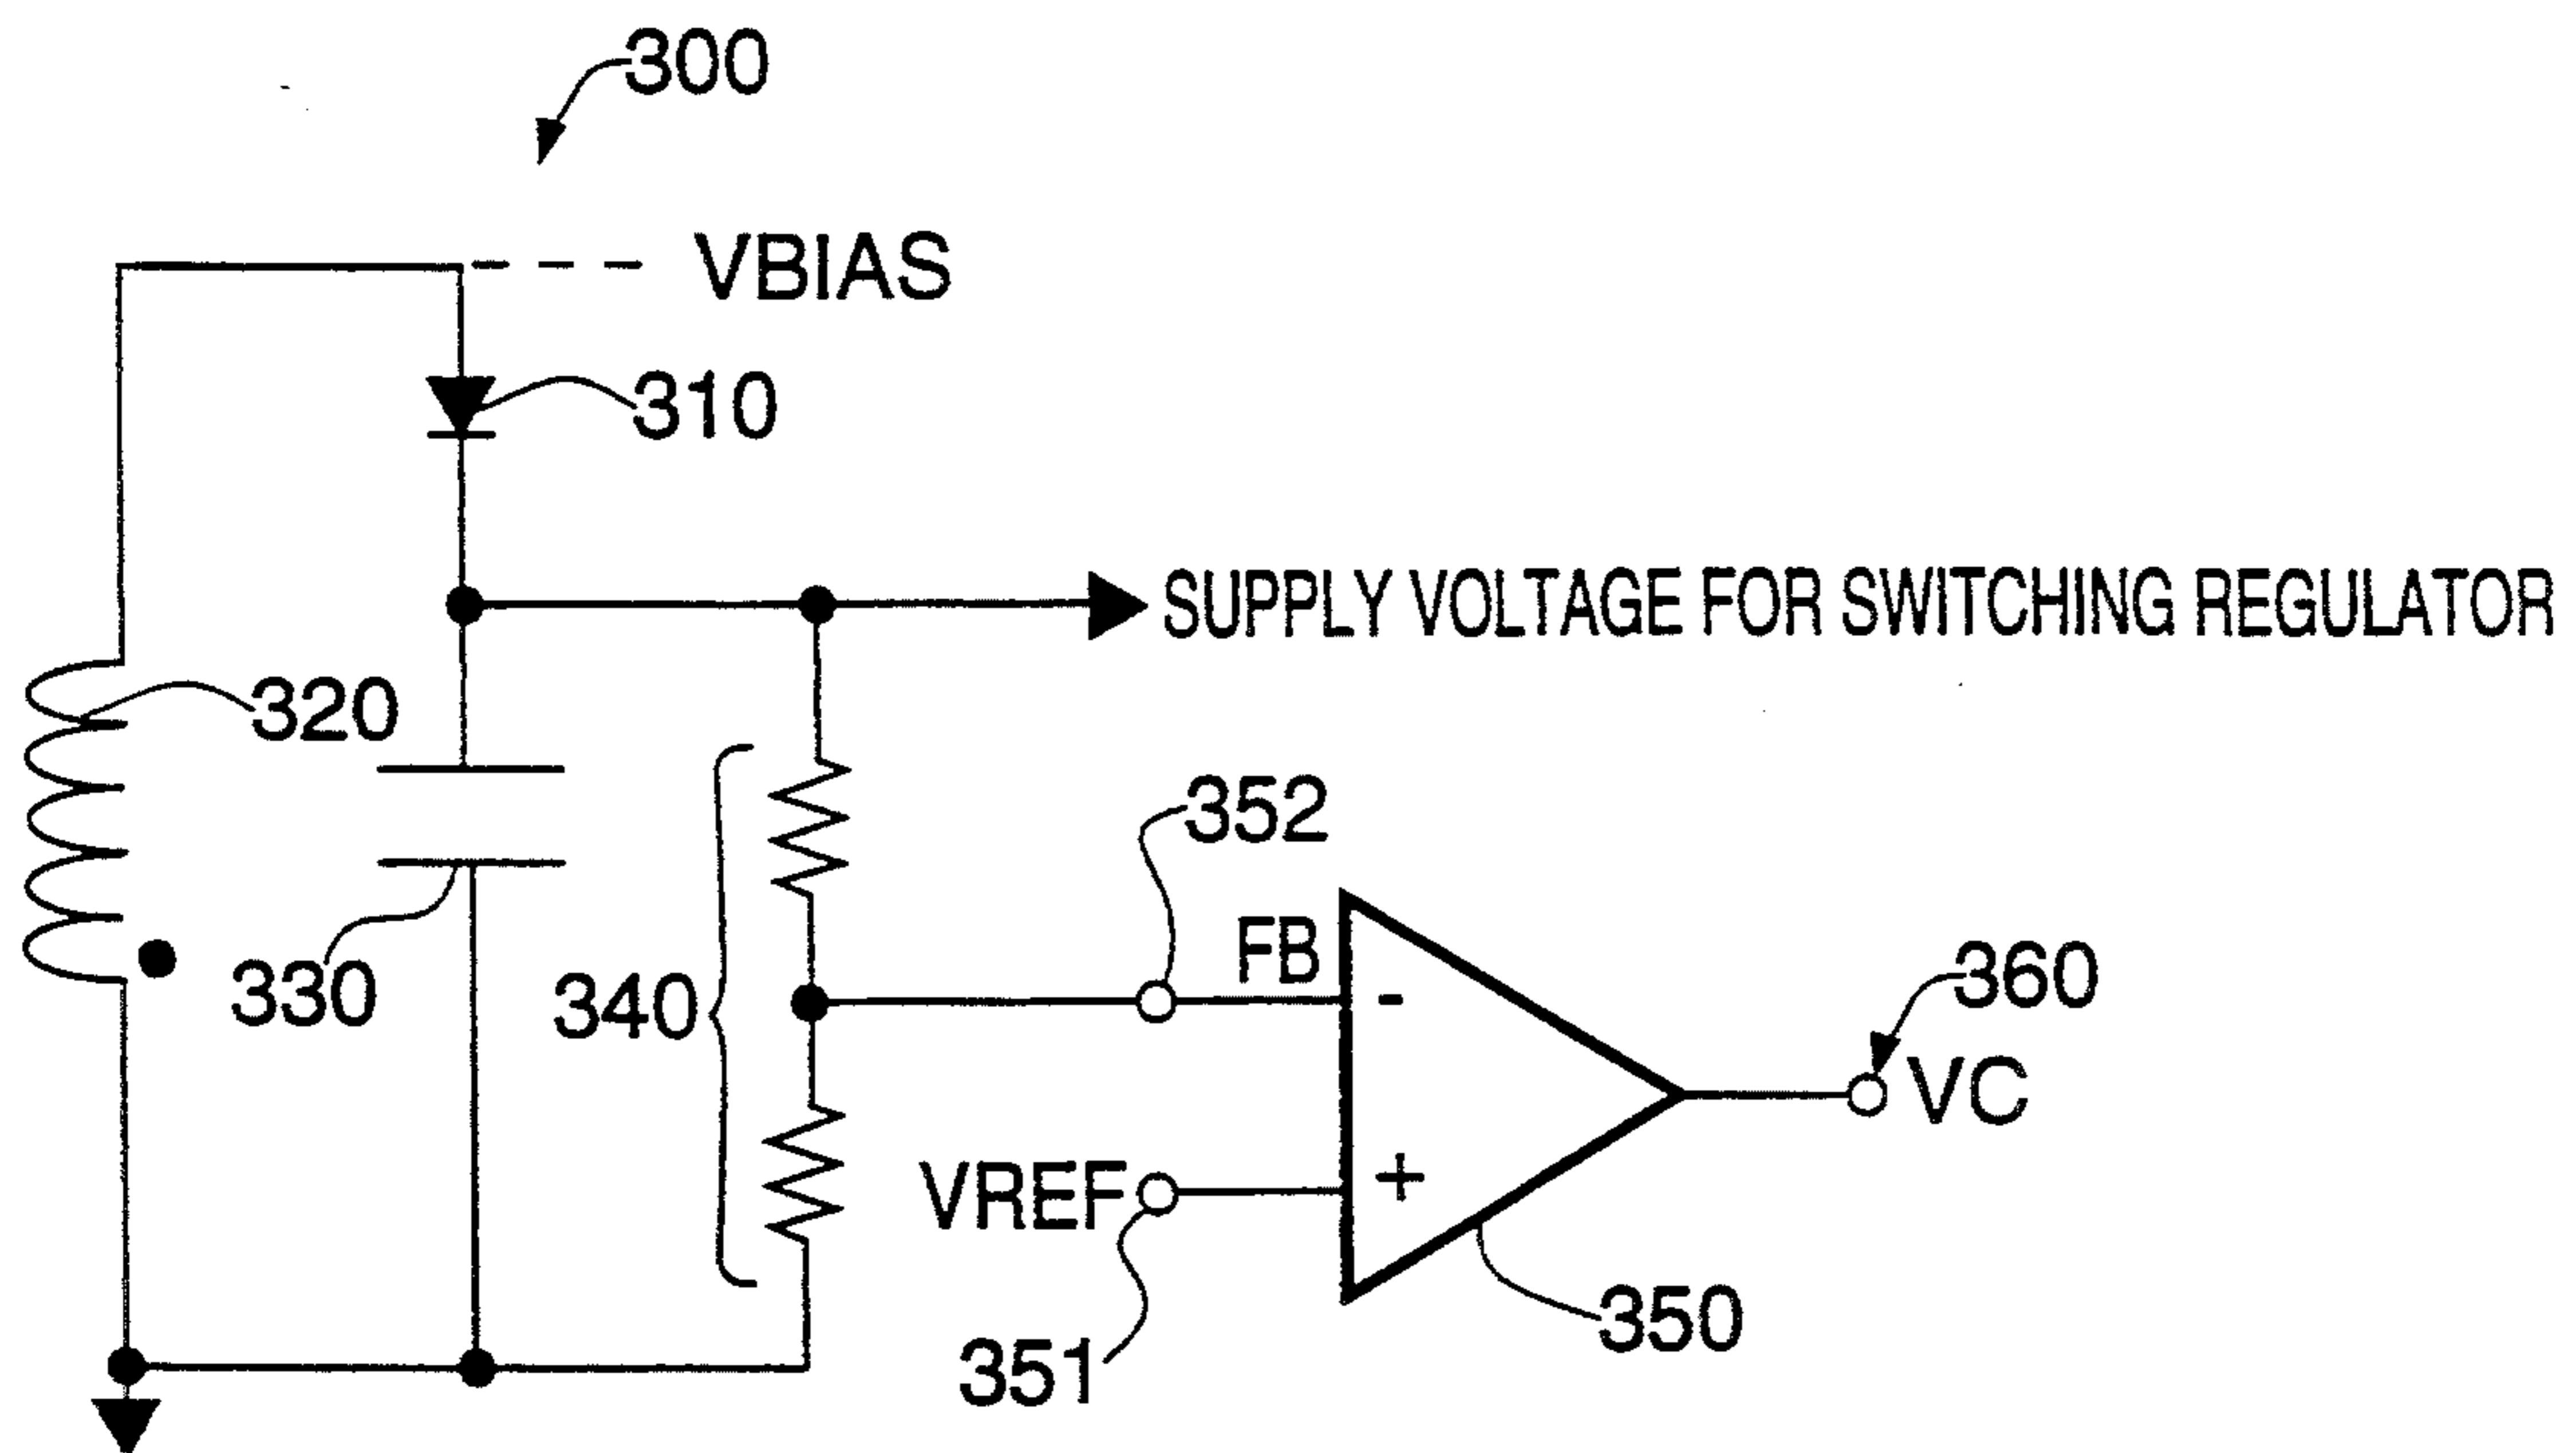 300
VBIAS
310
SUPPLY VOLTAGE FOR SWITCHING REGULATOR
320
352
330
340
FB
-
360
VC
VREF
+
351
350